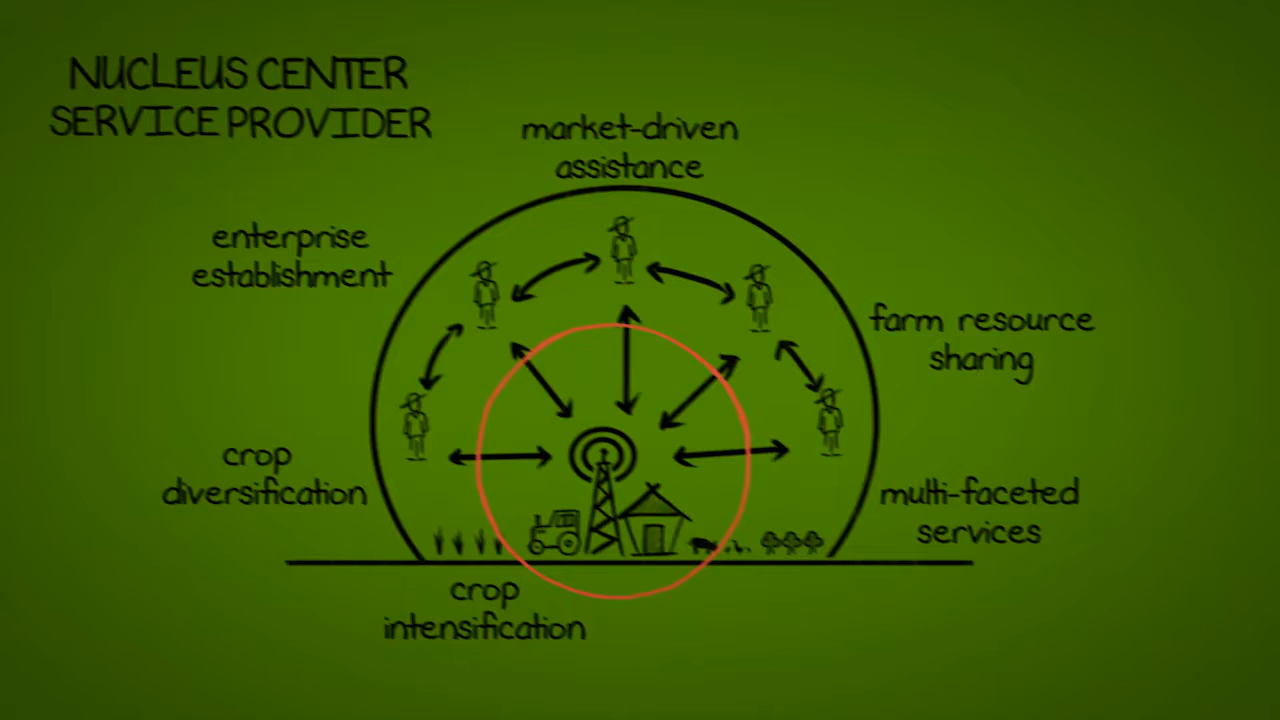 NUCLEUS CENTER
SERVICE PROVIDER
market-driven
assistance
enterprise
establishment
farm resource
sharing
crop
diversification
multi-faceted
services
crop
intensification